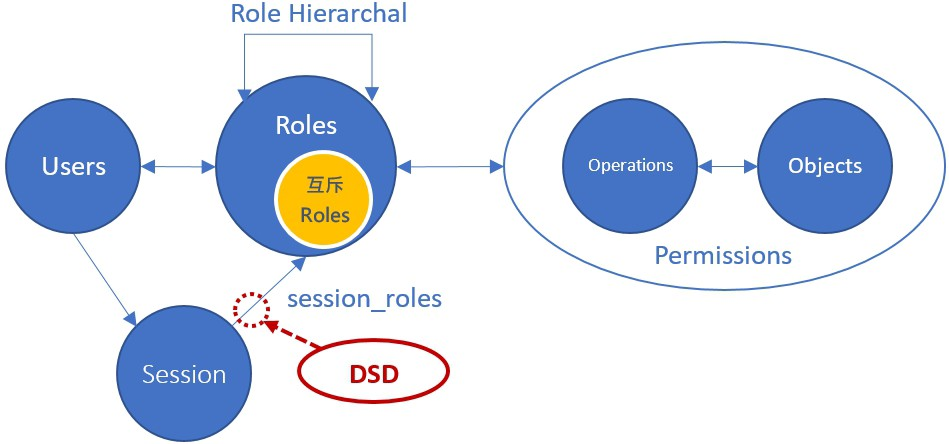 Role Hierarchal
Roles
Users
互斥
Roles
Operations
Objects
Permissions
session_roles
Session
DSD